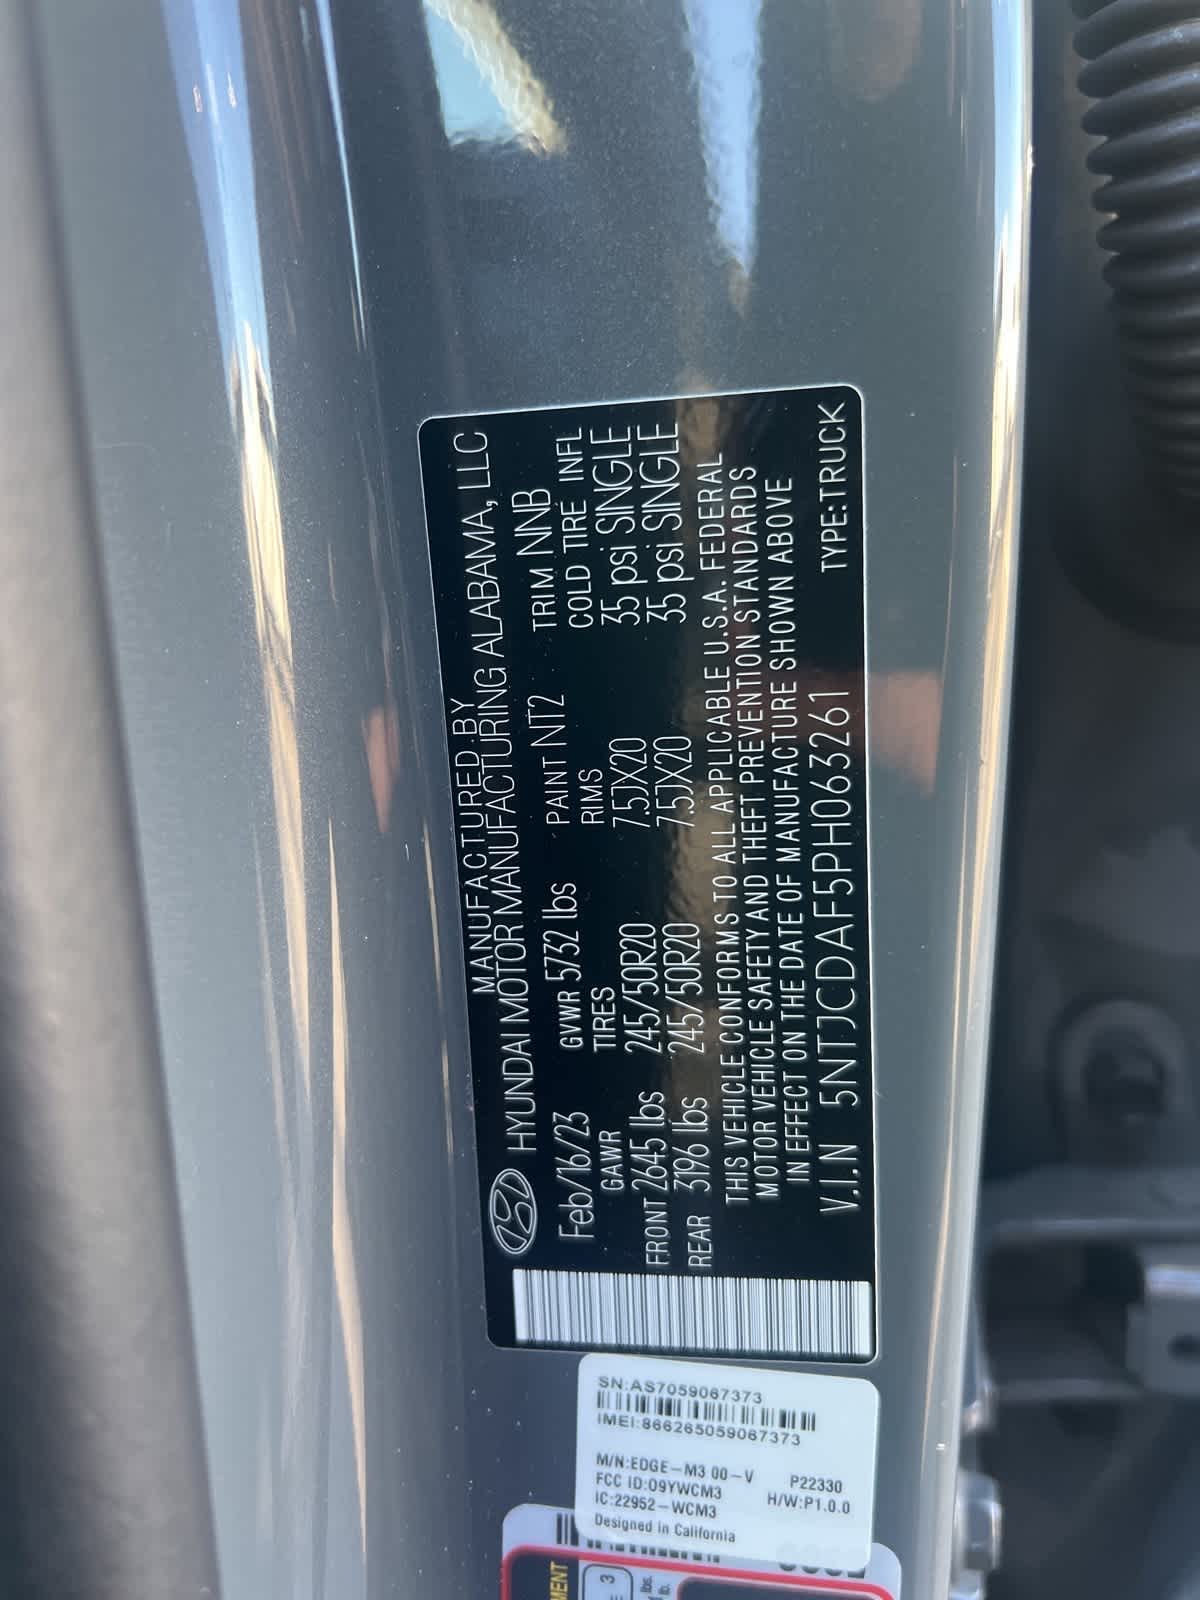 MANUFACTURED BY
HYUNDAI MOTOR MANUFACTURING ALABAMA, LLC
Feb/16/23 GVWR 5732 lbs PAINT NT2 TRIM NNB
GAWR TIRES RIMS COLD TIRE INFL
FRONT 2645 lbs 245/50R20 7.5JX20 35 psi SINGLE
REAR 3196 lbs 245/50R20 7.5JX20 35 psi SINGLE
THIS VEHICLE CONFORMS TO ALL APPLICABLE U.S.A. FEDERAL
MOTOR VEHICLE SAFETY AND THEFT PREVENTION STANDARDS
IN EFFECT ON THE DATE OF MANUFACTURE SHOWN ABOVE
V.I.N 5NTJCDAF5PH063261 TYPE:TRUCK
SN:AS7059067373
IMEI:866265059067373
M/N:EDGE-M3 00-V P22330
FCC ID:O9YWCM3 H/W:P1.0.0
IC:22952-WCM3
Designed in California
MENT
3
lbs.
lb.